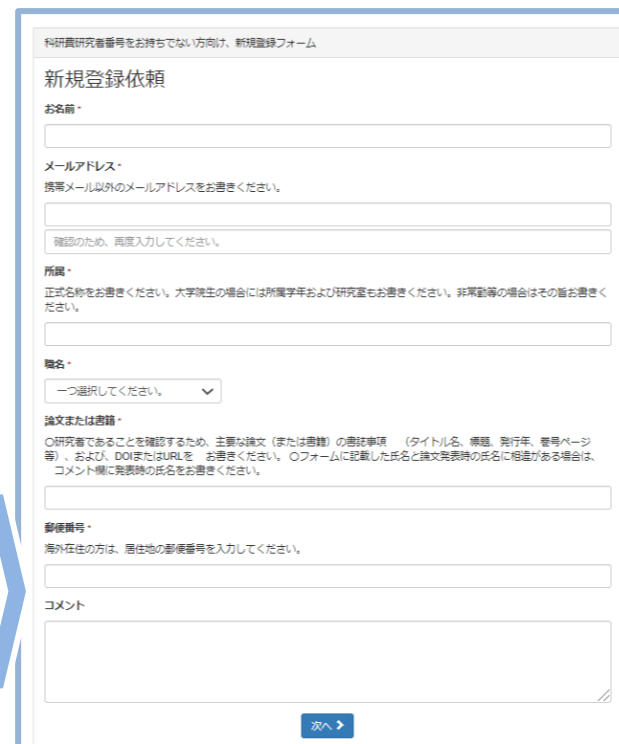 科研費研究者番号をお持ちでない方向け、新規登録フォーム
新規登録依頼
お名前 *
メールアドレス *
携帯メール以外のメールアドレスをお書きください。
確認のため、再度入力してください。
所属 *
正式名称をお書きください。大学院生の場合には所属学年および研究室もお書きください。非常勤等の場合はその旨お書きく
ださい。
職名 *
一つ選択してください。
論文または書籍 *
○研究者であることを確認するため、主要な論文（または書籍）の書誌事項　（タイトル名、標題、発行年、巻号ページ
等）、および、DOIまたはURLを　お書きください。 ○フォームに記載した氏名と論文発表時の氏名に相違がある場合は、
コメント欄に発表時の氏名をお書きください。
郵便番号 *
海外在住の方は、居住地の郵便番号を入力してください。
コメント
次へ